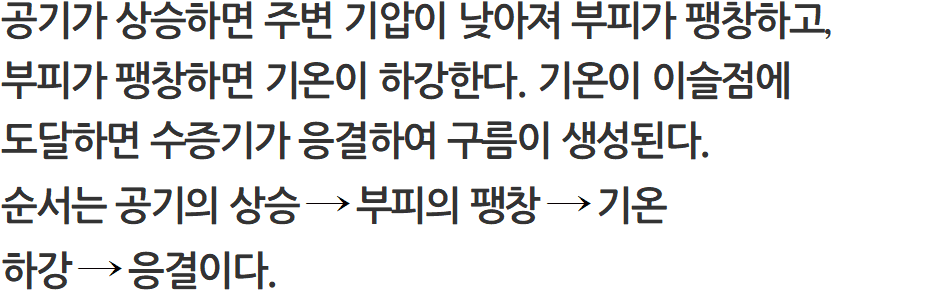 공기가 상승하면 주변 기압이 낮아져 부피가 팽창하고,
부피가 팽창하면 기온이 하강한다. 기온이 이슬점에
도달하면 수증기가 응결하여 구름이 생성된다.
순서는 공기의 상승 → 부피의 팽창 → 기온
하강 → 응결이다.